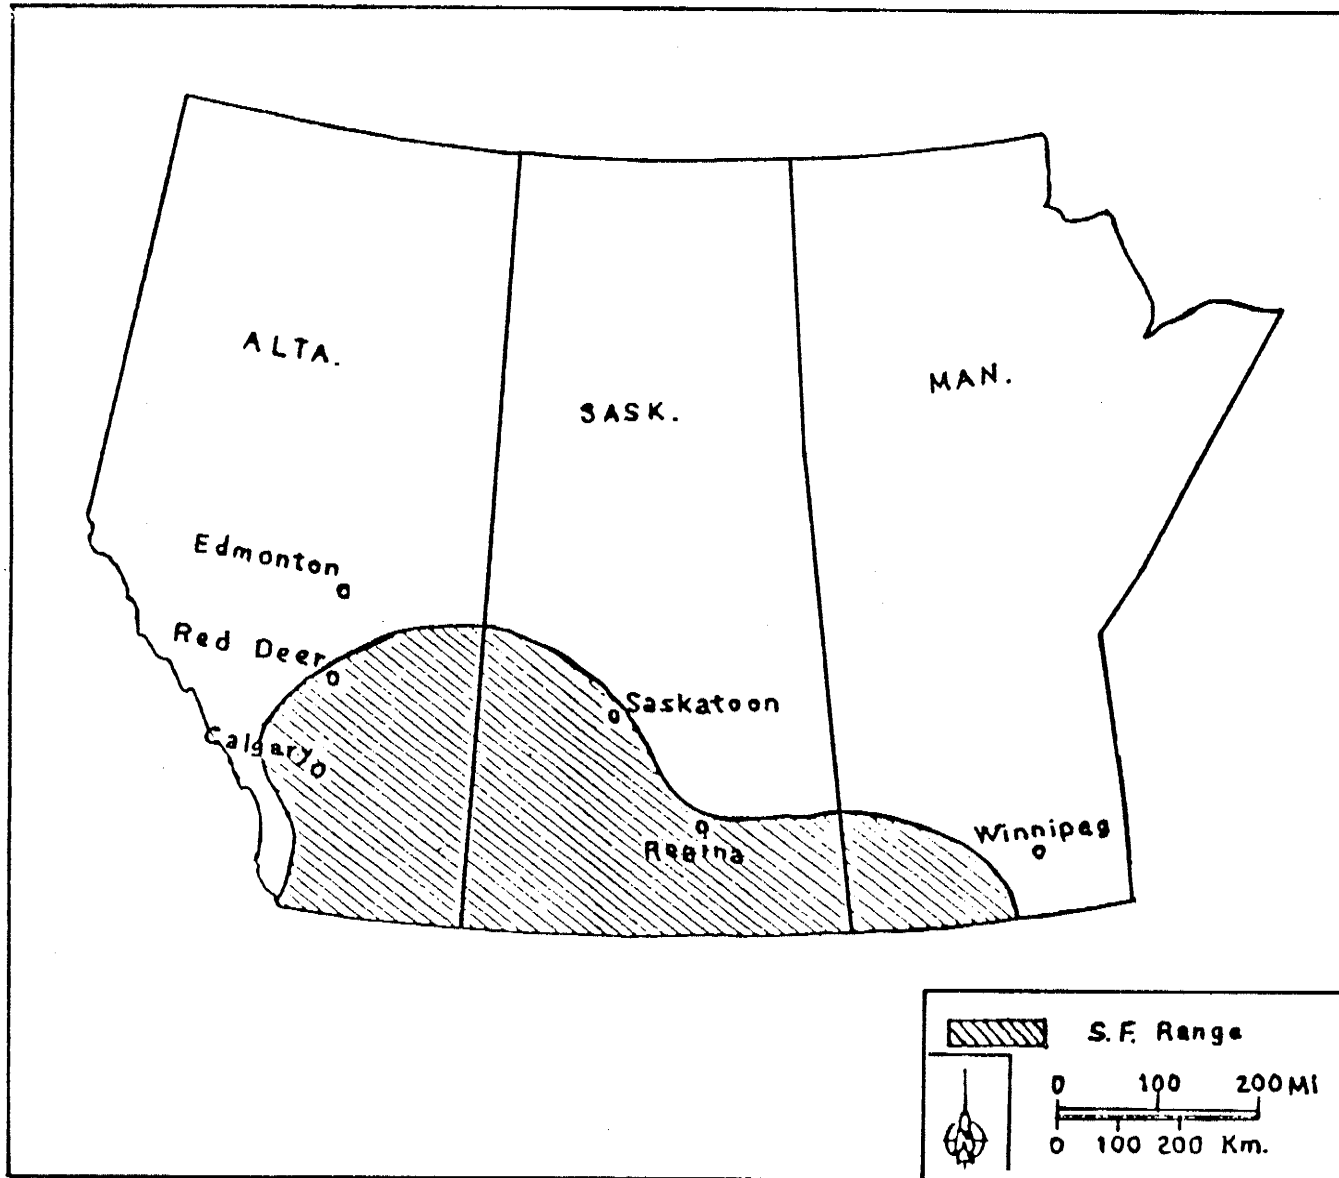 ALTA.
SASK.
MAN.
Edmonton
Red Deer
Saskatoon
Calgary
Winnipeg
Regina
S.F. Range
0 100 200 Mi
0 100 200 Km.